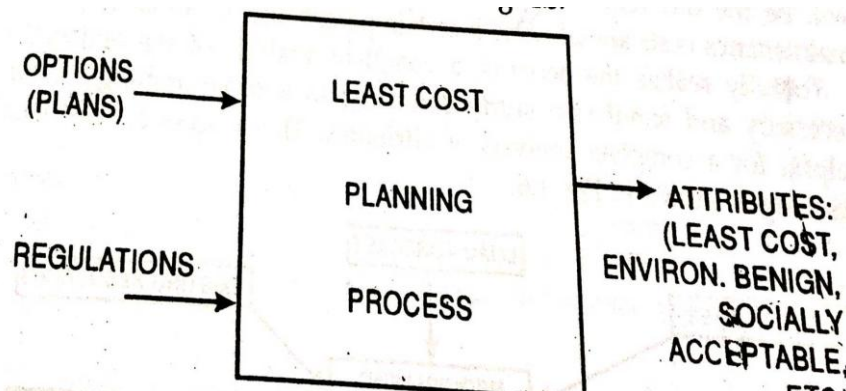 OPTIONS
(PLANS)
LEAST COST
PLANNING
REGULATIONS
PROCESS
ATTRIBUTES:
(LEAST COST,
ENVIRON. BENIGN,
SOCIALLY
ACCEPTABLE,